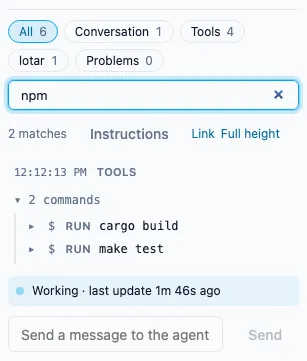 All 6 Conversation 1 Tools 4
lotar 1 Problems 0
npm ×
2 matches Instructions Link Full height
12:12:13 PM TOOLS
▾ 2 commands
▸ $ RUN cargo build
▸ $ RUN make test
Working · last update 1m 46s ago
Send a message to the agent Send